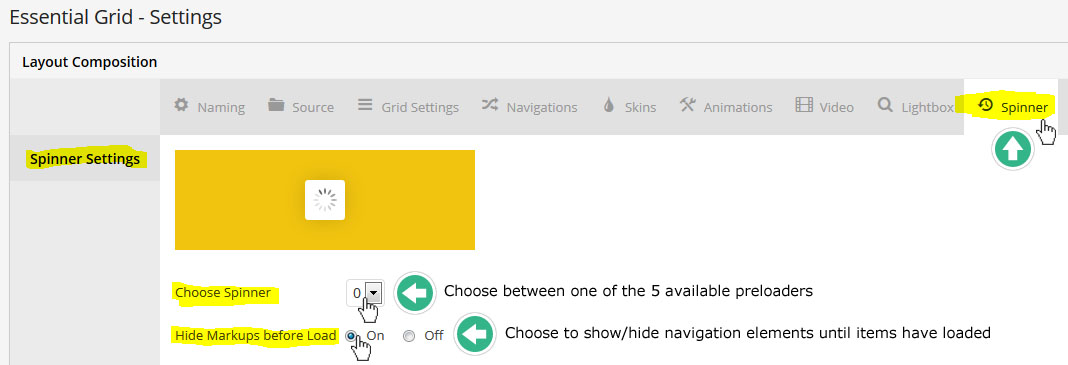 Essential Grid - Settings
Layout Composition
Naming Source Grid Settings Navigations Skins Animations Video Lightbox Spinner
Spinner Settings
Choose Spinner 0 Choose between one of the 5 available preloaders
Hide Markups before Load On Off Choose to show/hide navigation elements until items have loaded